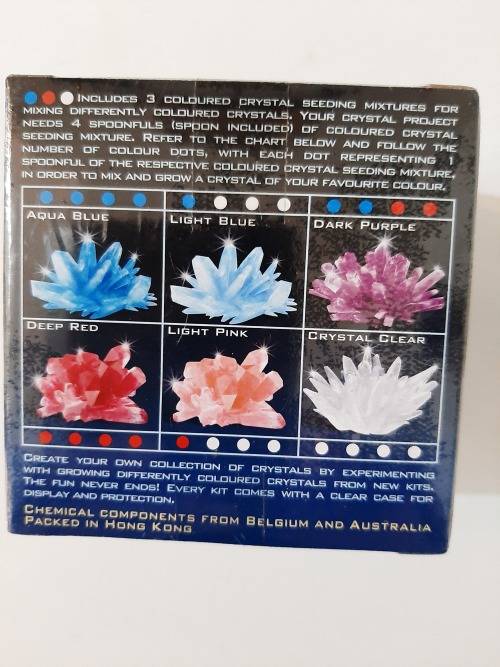 INCLUDES 3 COLOURED CRYSTAL SEEDING MIXTURES FOR
MIXING DIFFERENTLY COLOURED CRYSTALS. YOUR CRYSTAL PROJECT
NEEDS 4 SPOONFULS (SPOON INCLUDED) OF COLOURED CRYSTAL
SEEDING MIXTURE. REFER TO THE CHART BELOW AND FOLLOW THE
NUMBER OF COLOUR DOTS, WITH EACH DOT REPRESENTING 1
SPOONFUL OF THE RESPECTIVE COLOURED CRYSTAL SEEDING MIXTURE,
IN ORDER TO MIX AND GROW A CRYSTAL OF YOUR FAVOURITE COLOUR.
AQUA BLUE LIGHT BLUE DARK PURPLE
DEEP RED LIGHT PINK CRYSTAL CLEAR
CREATE YOUR OWN COLLECTION OF CRYSTALS BY EXPERIMENTING
WITH GROWING DIFFERENTLY COLOURED CRYSTALS FROM NEW KITS.
THE FUN NEVER ENDS! EVERY KIT COMES WITH A CLEAR CASE FOR
DISPLAY AND PROTECTION.
CHEMICAL COMPONENTS FROM BELGIUM AND AUSTRALIA
PACKED IN HONG KONG